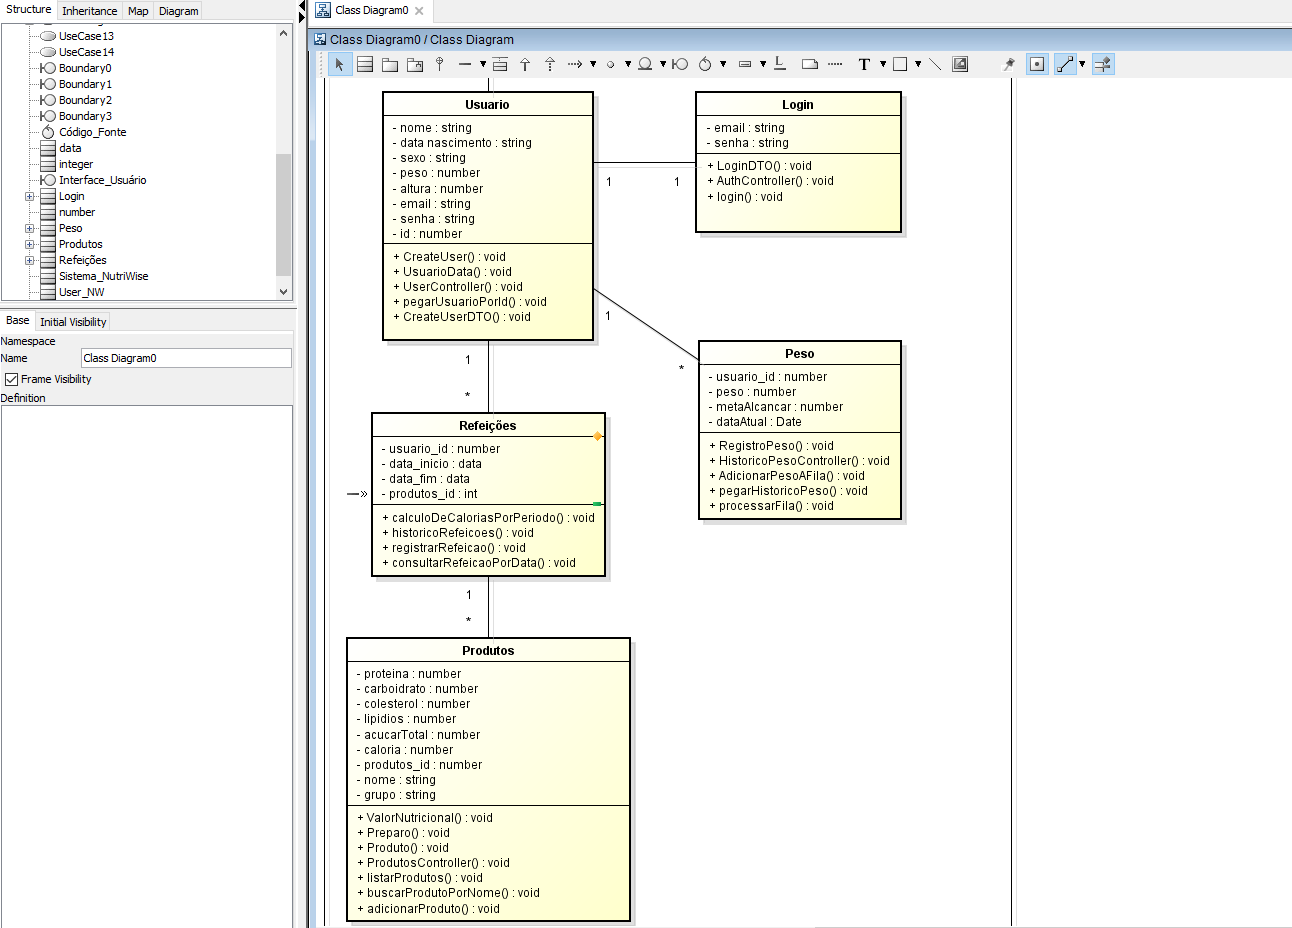 Structure Inheritance Map Diagram
UseCase13
UseCase14
Boundary0
Boundary1
Boundary2
Boundary3
Código_Fonte
data
integer
Interface_Usuário
Login
number
Peso
Produtos
Refeições
Sistema_NutriWise
User_NW
Base Initial Visibility
Namespace
Name Class Diagram0
Frame Visibility
Definition
Class Diagram0
Class Diagram0 / Class Diagram
T
Usuario
- nome : string
- data nascimento : string
- sexo : string
- peso : number
- altura : number
- email : string
- senha : string
- id : number
+ CreateUser() : void
+ UsuarioData() : void
+ UserController() : void
+ pegarUsuarioPorId() : void
+ CreateUserDTO() : void
Login
- email : string
- senha : string
+ LoginDTO() : void
+ AuthController() : void
+ login() : void
1 1
1
*
Peso
- usuario_id : number
- peso : number
- metaAlcancar : number
- dataAtual : Date
+ RegistroPeso() : void
+ HistoricoPesoController() : void
+ AdicionarPesoAFila() : void
+ pegarHistoricoPeso() : void
+ processarFila() : void
1
*
Refeições
- usuario_id : number
- data_inicio : data
- data_fim : data
- produtos_id : int
+ calculoDeCaloriasPorPeriodo() : void
+ historicoRefeicoes() : void
+ registrarRefeicao() : void
+ consultarRefeicaoPorData() : void
1
*
Produtos
- proteina : number
- carboidrato : number
- colesterol : number
- lipidios : number
- acucarTotal : number
- caloria : number
- produtos_id : number
- nome : string
- grupo : string
+ ValorNutricional() : void
+ Preparo() : void
+ Produto() : void
+ ProdutosController() : void
+ listarProdutos() : void
+ buscarProdutoPorNome() : void
+ adicionarProduto() : void